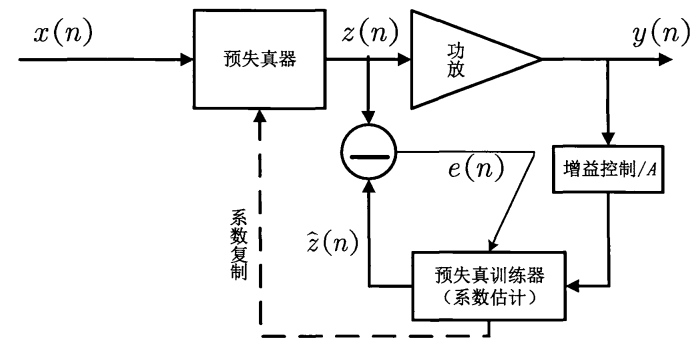 x(n)
预失真器
z(n)
功放
y(n)
e(n)
增益控制/A
系数复制
ẑ(n)
预失真训练器
（系数估计）